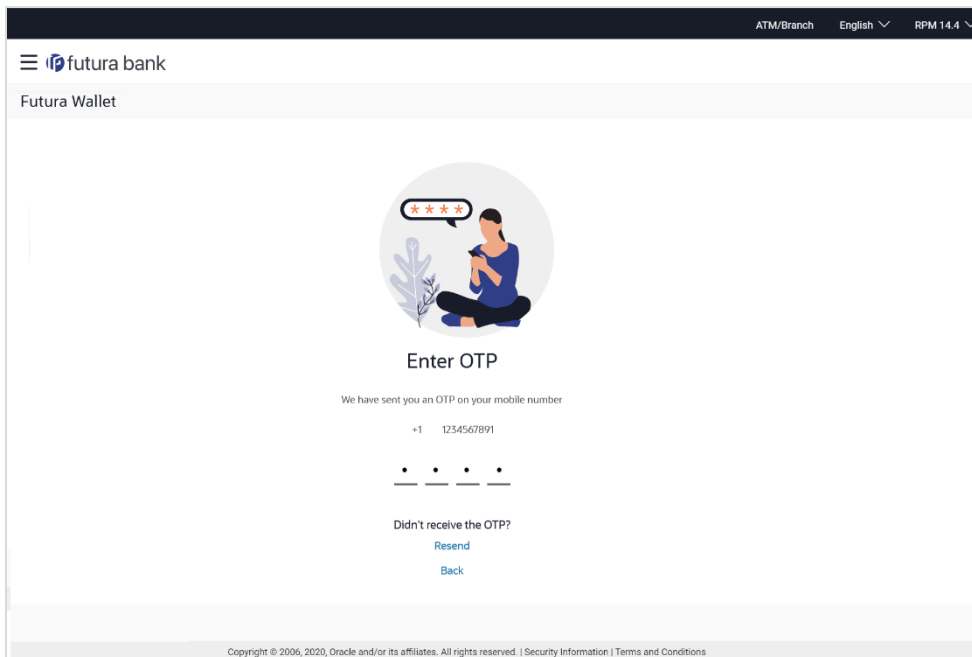 ATM/Branch English RPM 14.4
futura bank
Futura Wallet
****
Enter OTP
We have sent you an OTP on your mobile number
+1 1234567891
• • • •
Didn't receive the OTP?
Resend
Back
Copyright © 2006, 2020, Oracle and/or its affiliates. All rights reserved. | Security Information | Terms and Conditions